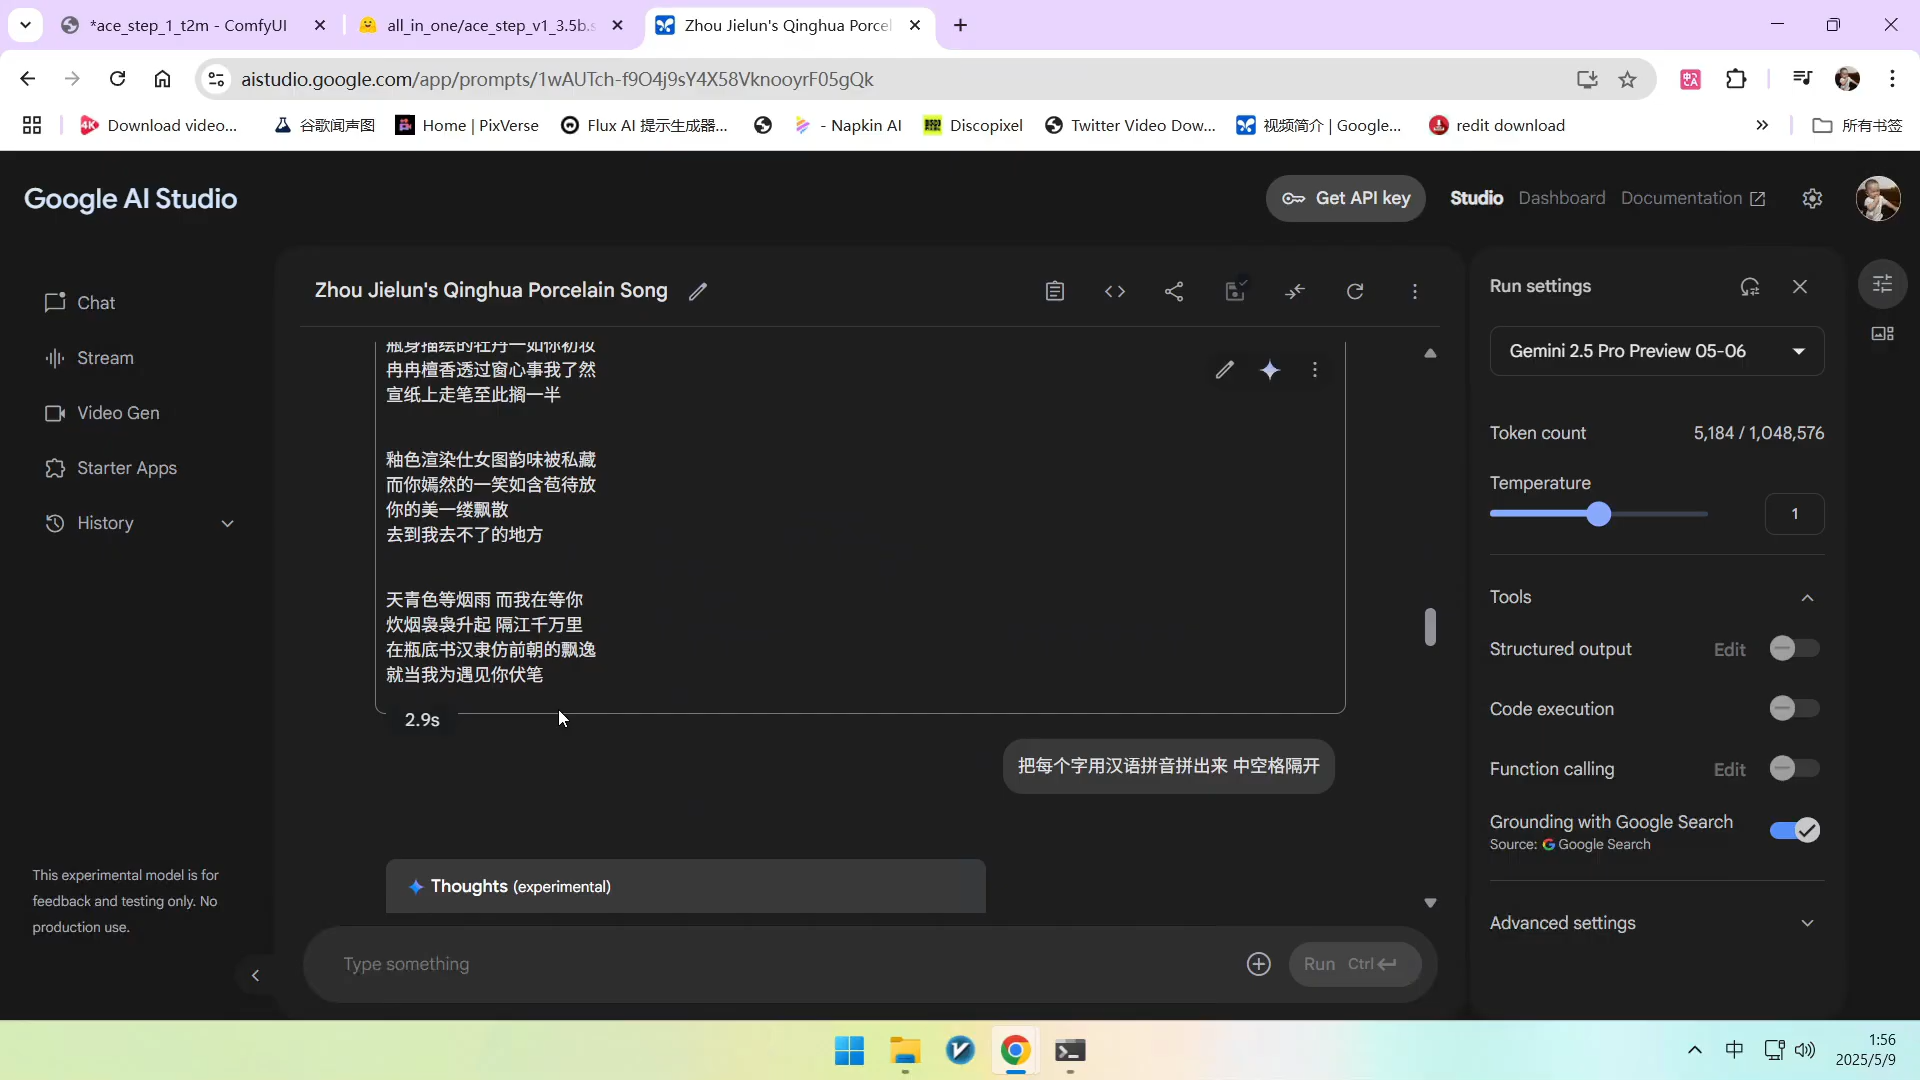 *ace_step_1_t2m - ComfyUI
all_in_one/ace_step_v1_3.5b.s
Zhou Jielun's Qinghua Porcel
aistudio.google.com/app/prompts/1wAUTch-f9O4j9sY4X58VknooyrF05gQk
Download video...
谷歌闻声图
Home | PixVerse
Flux AI 提示生成器...
- Napkin AI
Discopixel
Twitter Video Dow...
视频简介 | Google...
redit download
所有书签
Google AI Studio
Get API key
Studio
Dashboard
Documentation
Chat
Stream
Video Gen
Starter Apps
History
This experimental model is for
feedback and testing only. No
production use.
Zhou Jielun's Qinghua Porcelain Song
瓶身描绘的牡丹一如你初妆
冉冉檀香透过窗心事我了然
宣纸上走笔至此搁一半
釉色渲染仕女图韵味被私藏
而你嫣然的一笑如含苞待放
你的美一缕飘散
去到我去不了的地方
天青色等烟雨 而我在等你
炊烟袅袅升起 隔江千万里
在瓶底书汉隶仿前朝的飘逸
就当我为遇见你伏笔
2.9s
把每个字用汉语拼音拼出来 中空格隔开
Thoughts (experimental)
Type something
Run Ctrl
Run settings
Gemini 2.5 Pro Preview 05-06
Token count 5,184 / 1,048,576
Temperature
1
Tools
Structured output Edit
Code execution
Function calling Edit
Grounding with Google Search
Source: Google Search
Advanced settings
中
1:56
2025/5/9